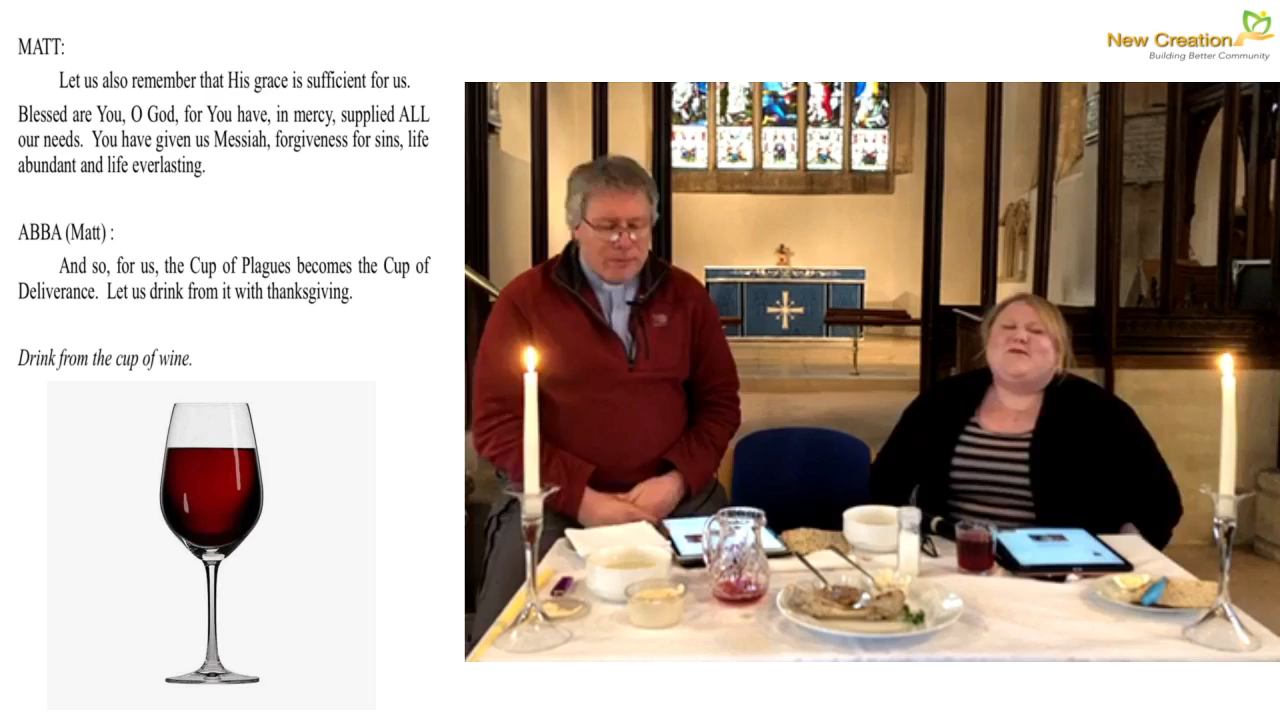 New Creation
Building Better Community
MATT:
Let us also remember that His grace is sufficient for us.
Blessed are You, O God, for You have, in mercy, supplied ALL
our needs. You have given us Messiah, forgiveness for sins, life
abundant and life everlasting.
ABBA (Matt) :
And so, for us, the Cup of Plagues becomes the Cup of
Deliverance. Let us drink from it with thanksgiving.
Drink from the cup of wine.